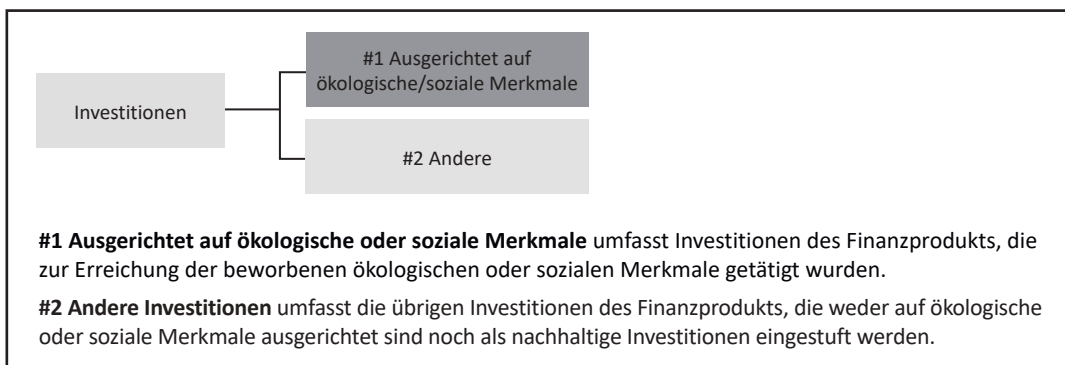 #1 Ausgerichtet auf
ökologische/soziale Merkmale
Investitionen
#2 Andere
#1 Ausgerichtet auf ökologische oder soziale Merkmale umfasst Investitionen des Finanzprodukts, die
zur Erreichung der beworbenen ökologischen oder sozialen Merkmale getätigt wurden.
#2 Andere Investitionen umfasst die übrigen Investitionen des Finanzprodukts, die weder auf ökologische
oder soziale Merkmale ausgerichtet sind noch als nachhaltige Investitionen eingestuft werden.